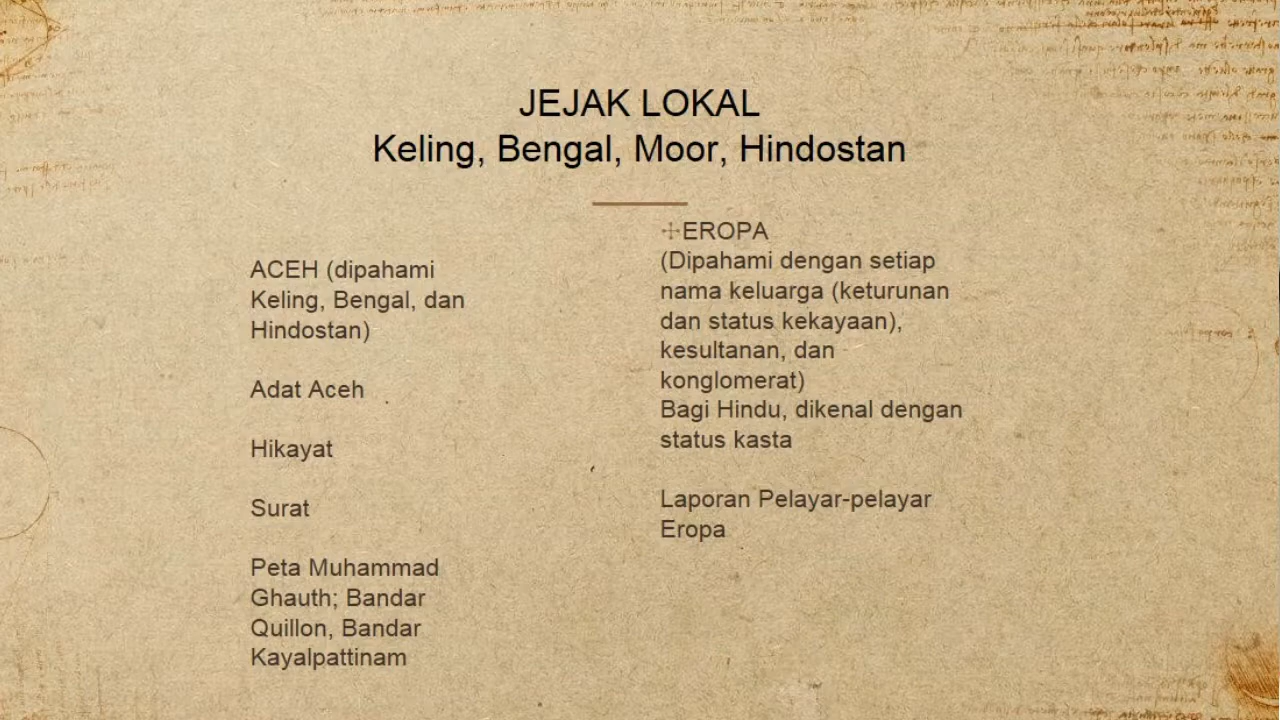 JEJAK LOKAL
Keling, Bengal, Moor, Hindostan
ACEH (dipahami
Keling, Bengal, dan
Hindostan)
Adat Aceh
Hikayat
Surat
Peta Muhammad
Ghauth; Bandar
Quillon, Bandar
Kayalpattinam
EROPA
(Dipahami dengan setiap
nama keluarga (keturunan
dan status kekayaan),
kesultanan, dan
konglomerat)
Bagi Hindu, dikenal dengan
status kasta
Laporan Pelayar-pelayar
Eropa